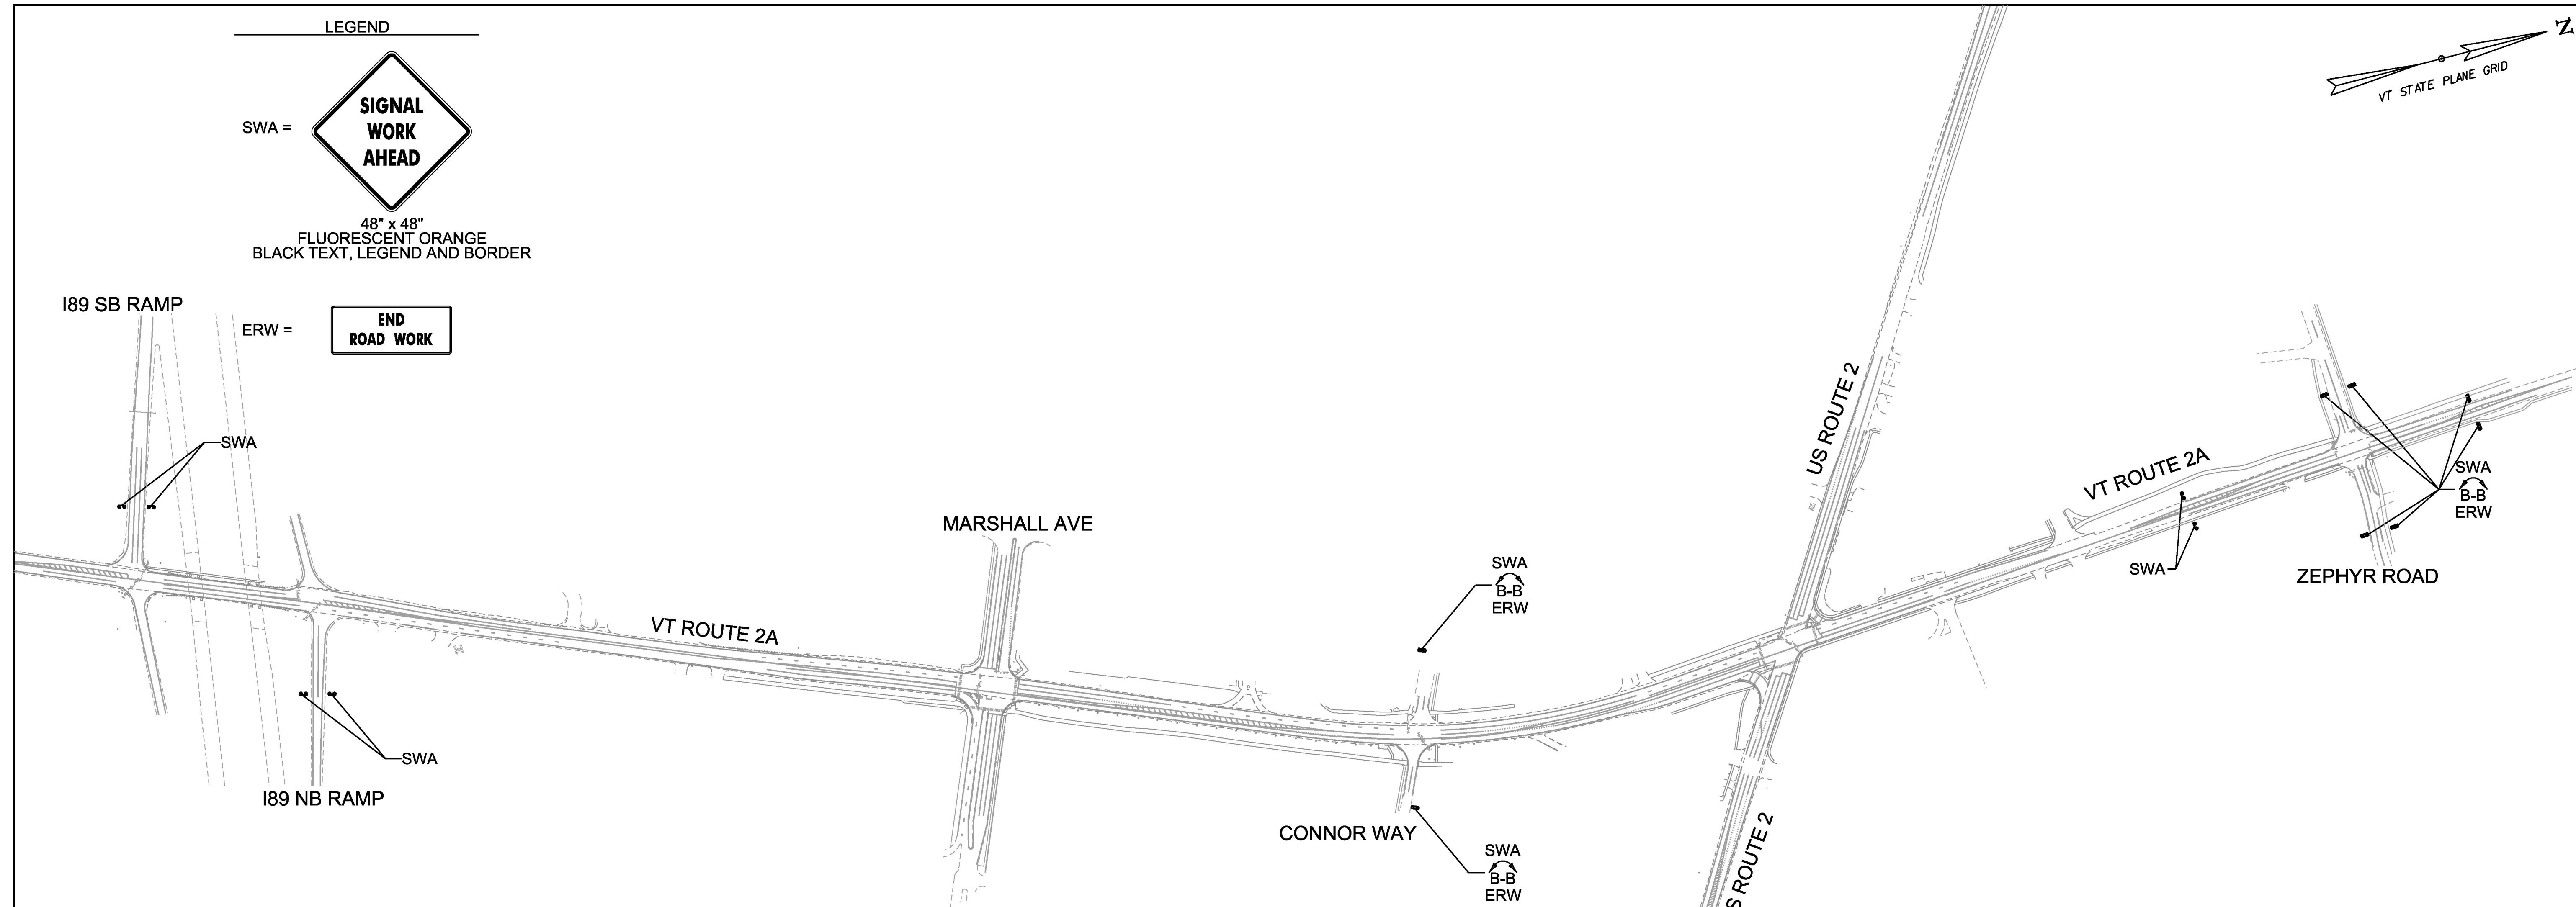 LEGEND
SWA =
SIGNAL
WORK
AHEAD
48" x 48"
FLUORESCENT ORANGE
BLACK TEXT, LEGEND AND BORDER
ERW =
END
ROAD WORK
N
VT STATE PLANE GRID
I89 SB RAMP
SWA
SWA
I89 NB RAMP
VT ROUTE 2A
MARSHALL AVE
SWA
B-B
ERW
CONNOR WAY
SWA
B-B
ERW
US ROUTE 2
S ROUTE 2
VT ROUTE 2A
SWA
SWA
B-B
ERW
ZEPHYR ROAD